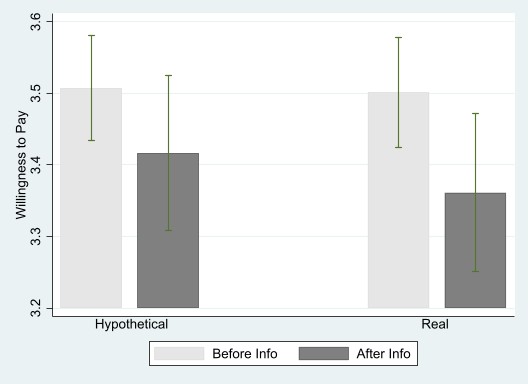 3.6
3.5
3.4
3.3
3.2
Willingness to Pay
Hypothetical Real
Before Info After Info